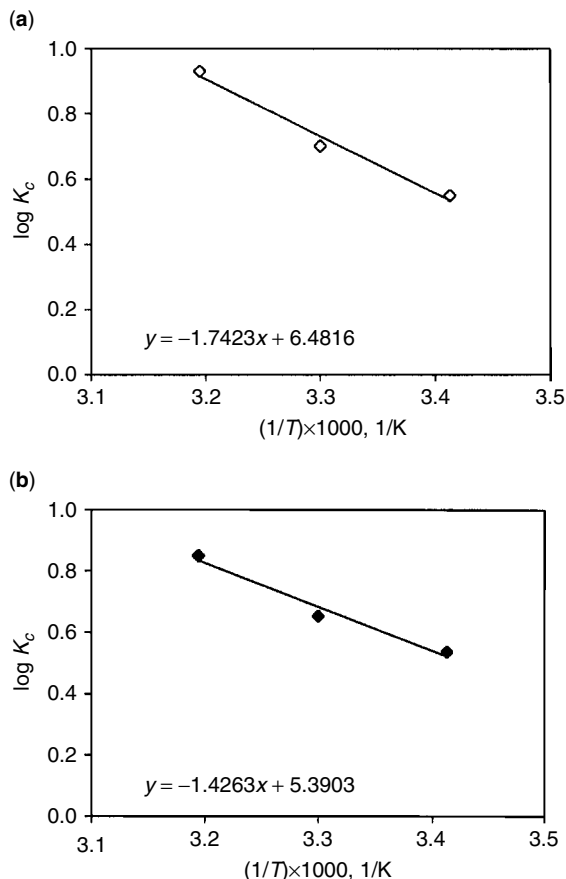 (a)
1.0
0.8
0.6
0.4
0.2
0.0
log Kc
y = −1.7423x + 6.4816
3.1 3.2 3.3 3.4 3.5
(1/T)×1000, 1/K
(b)
1.0
0.8
0.6
0.4
0.2
0.0
log Kc
y = −1.4263x + 5.3903
3.1 3.2 3.3 3.4 3.5
(1/T)×1000, 1/K